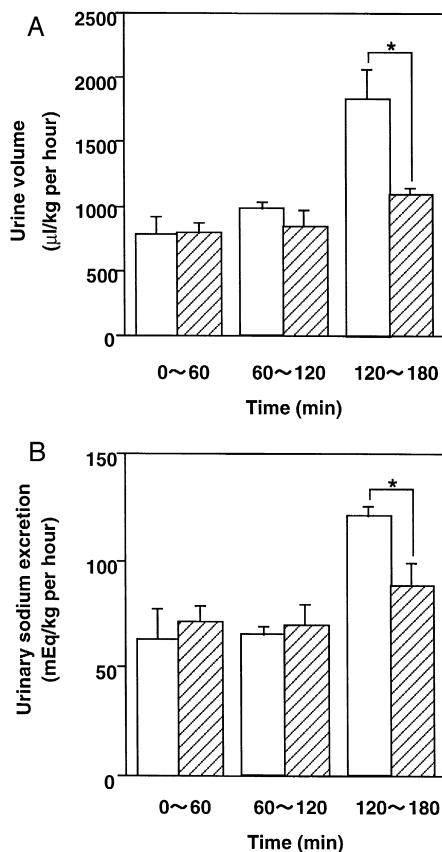 A
Urine volume
(µl/kg per hour)
2500
2000
1500
1000
500
0
*
0～60 60～120 120～180
Time (min)
B
Urinary sodium excretion
(mEq/kg per hour)
150
100
50
0
*
0～60 60～120 120～180
Time (min)